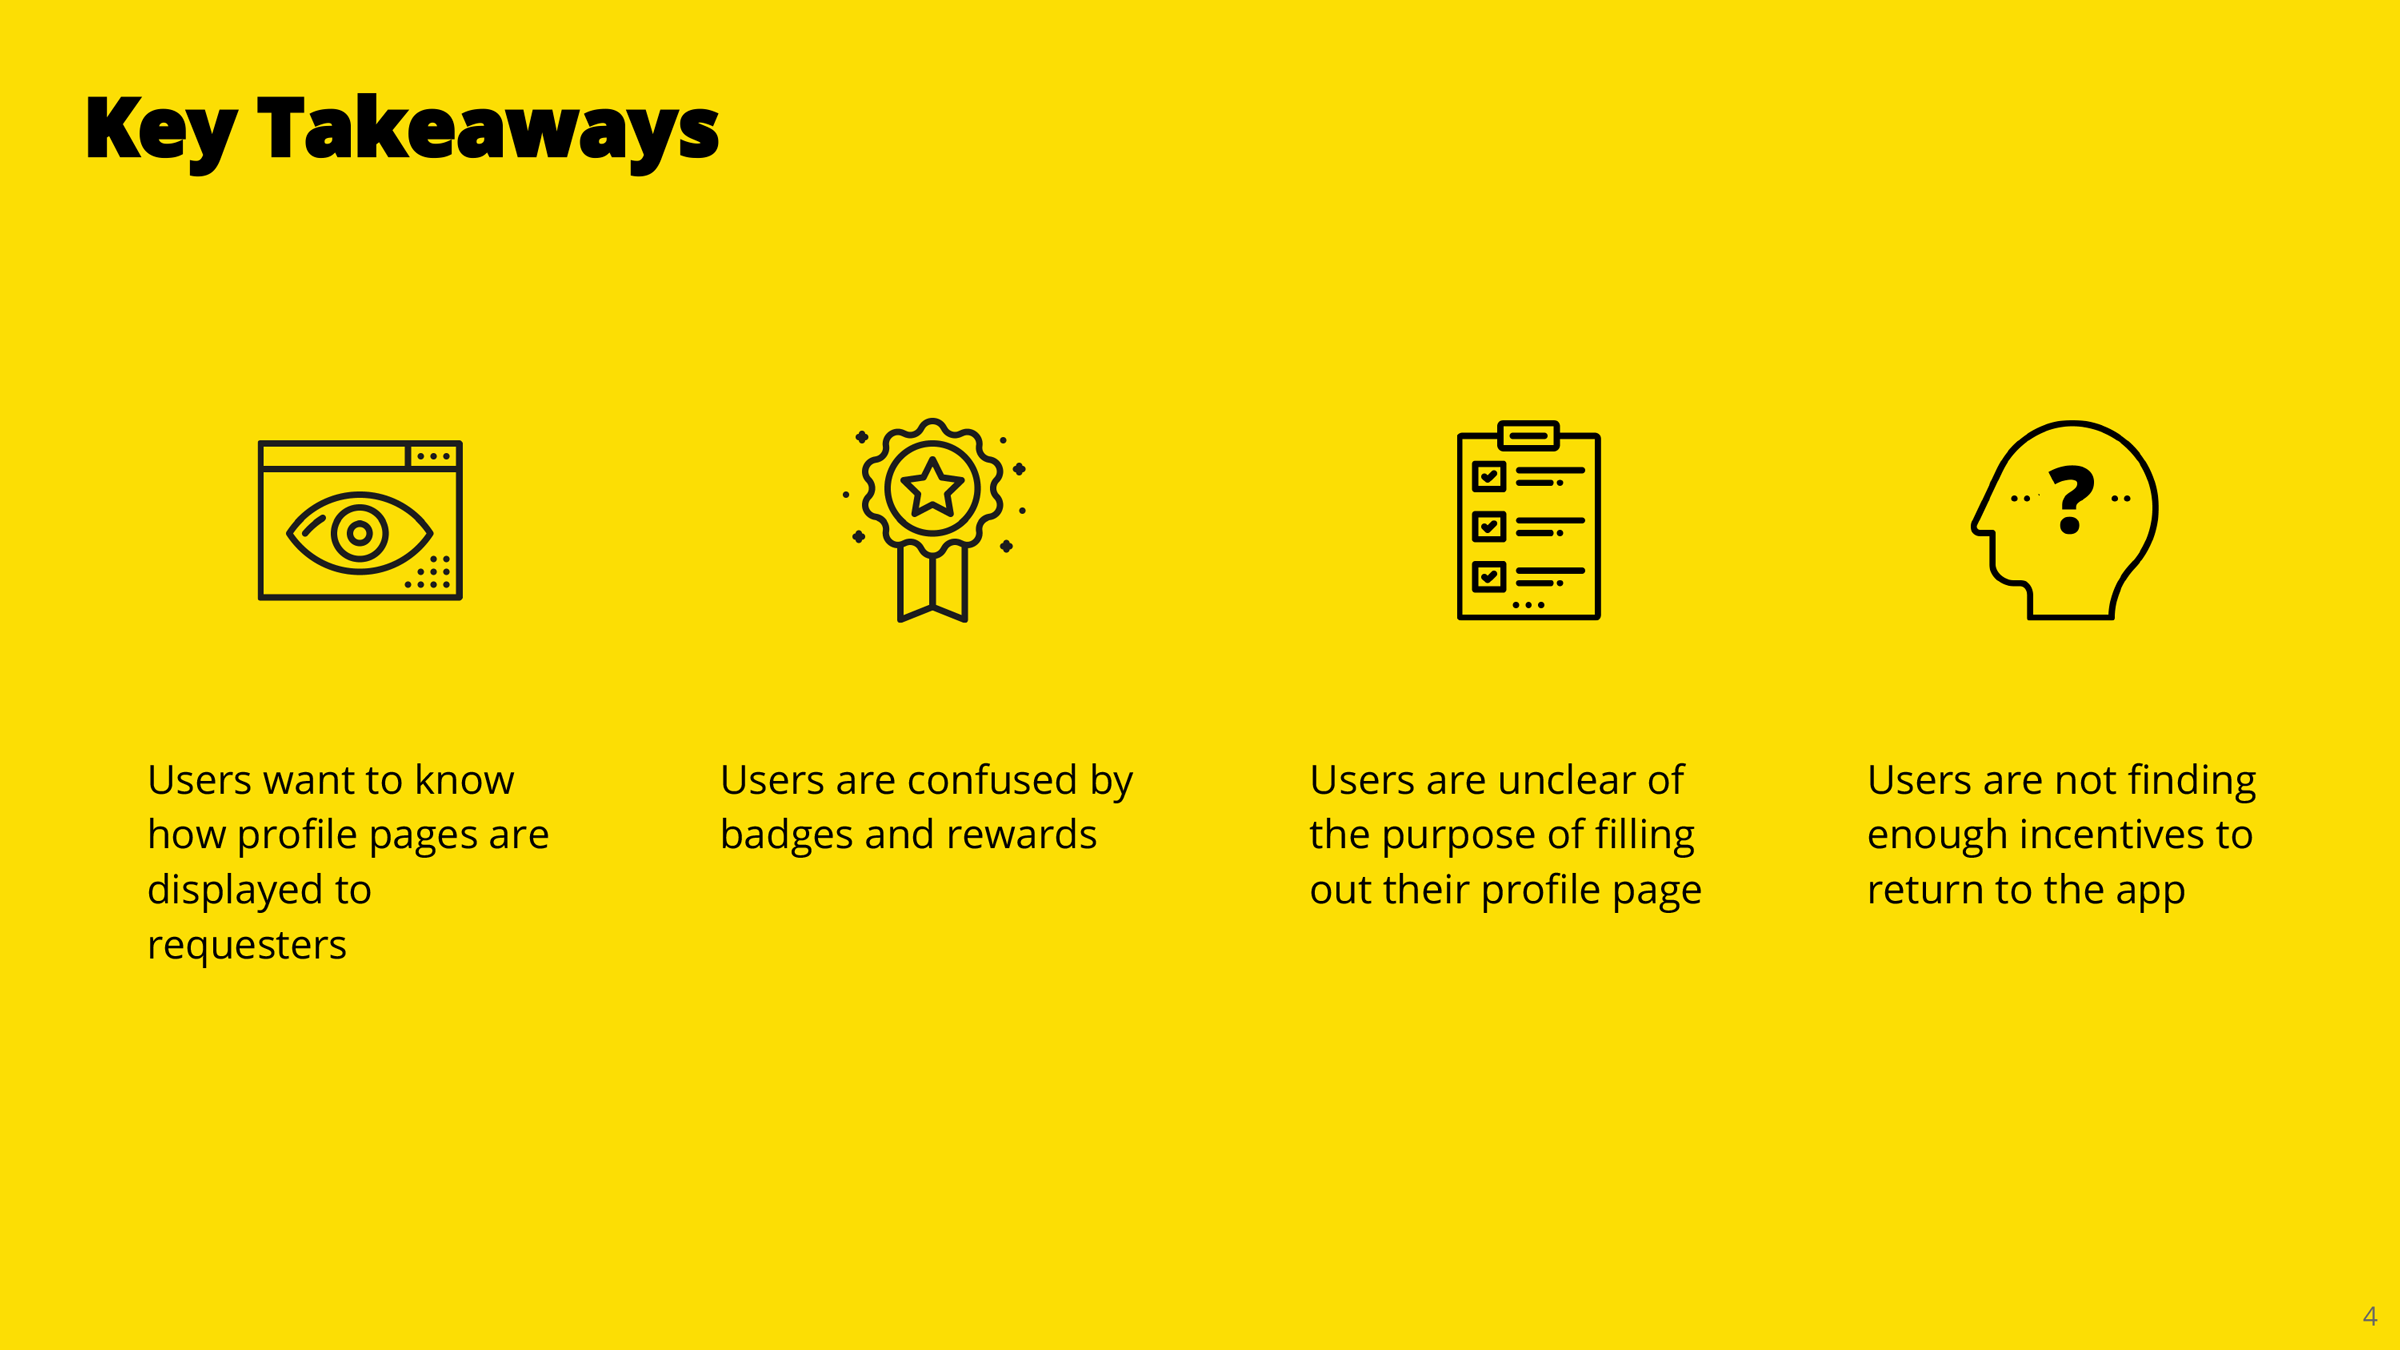 Key Takeaways
?
Users want to know
how profile pages are
displayed to
requesters
Users are confused by
badges and rewards
Users are unclear of
the purpose of filling
out their profile page
Users are not finding
enough incentives to
return to the app
4